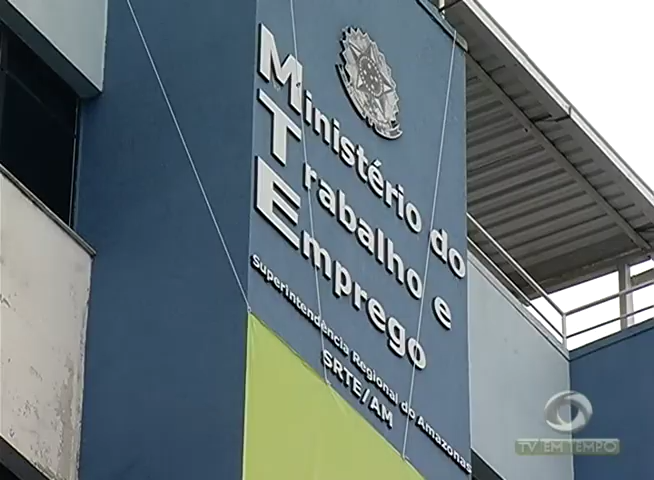 Ministério do
Trabalho e
Emprego
Superintendência Regional do Amazonas
SRTE/AM
TV EM TEMPO